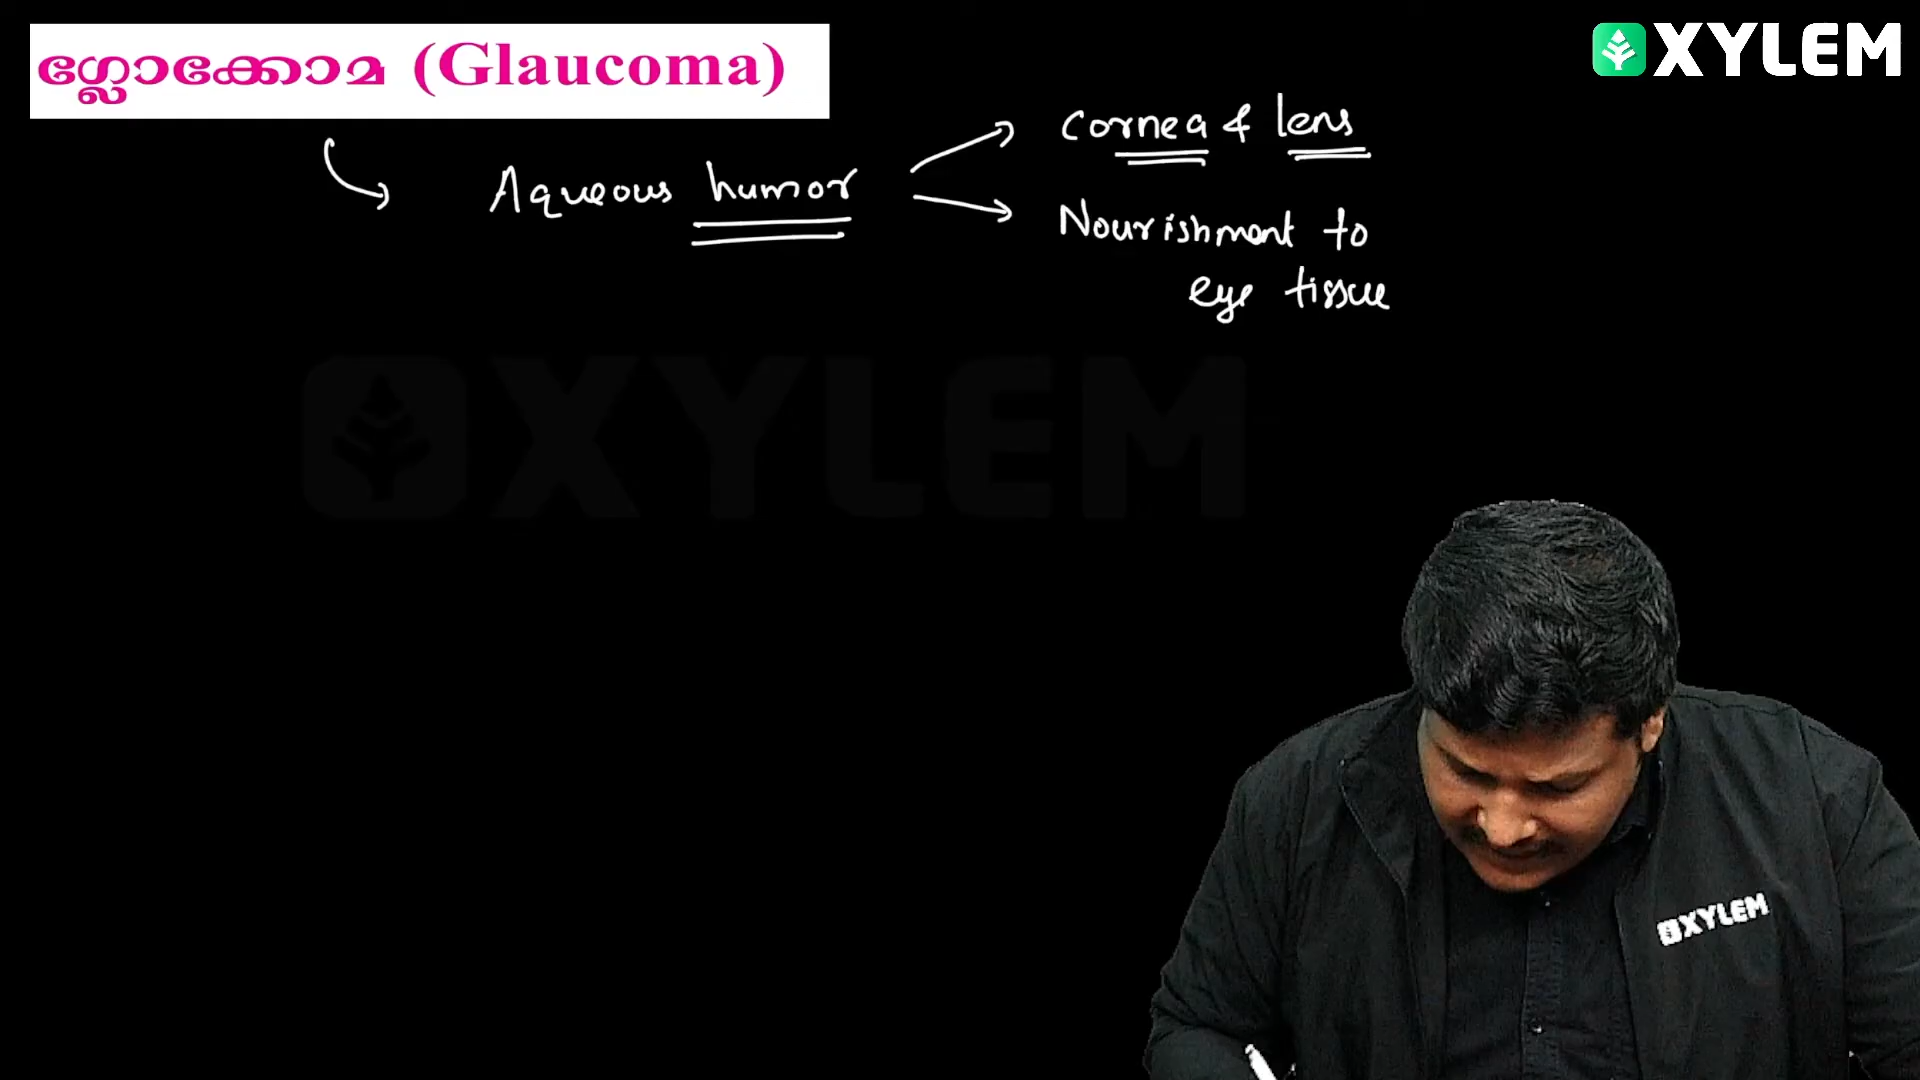 ഗ്ലോക്കോമ (Glaucoma)
XYLEM
Aqueous humor
cornea & lens
Nourishment to
eye tissue
XYLEM
XYLEM